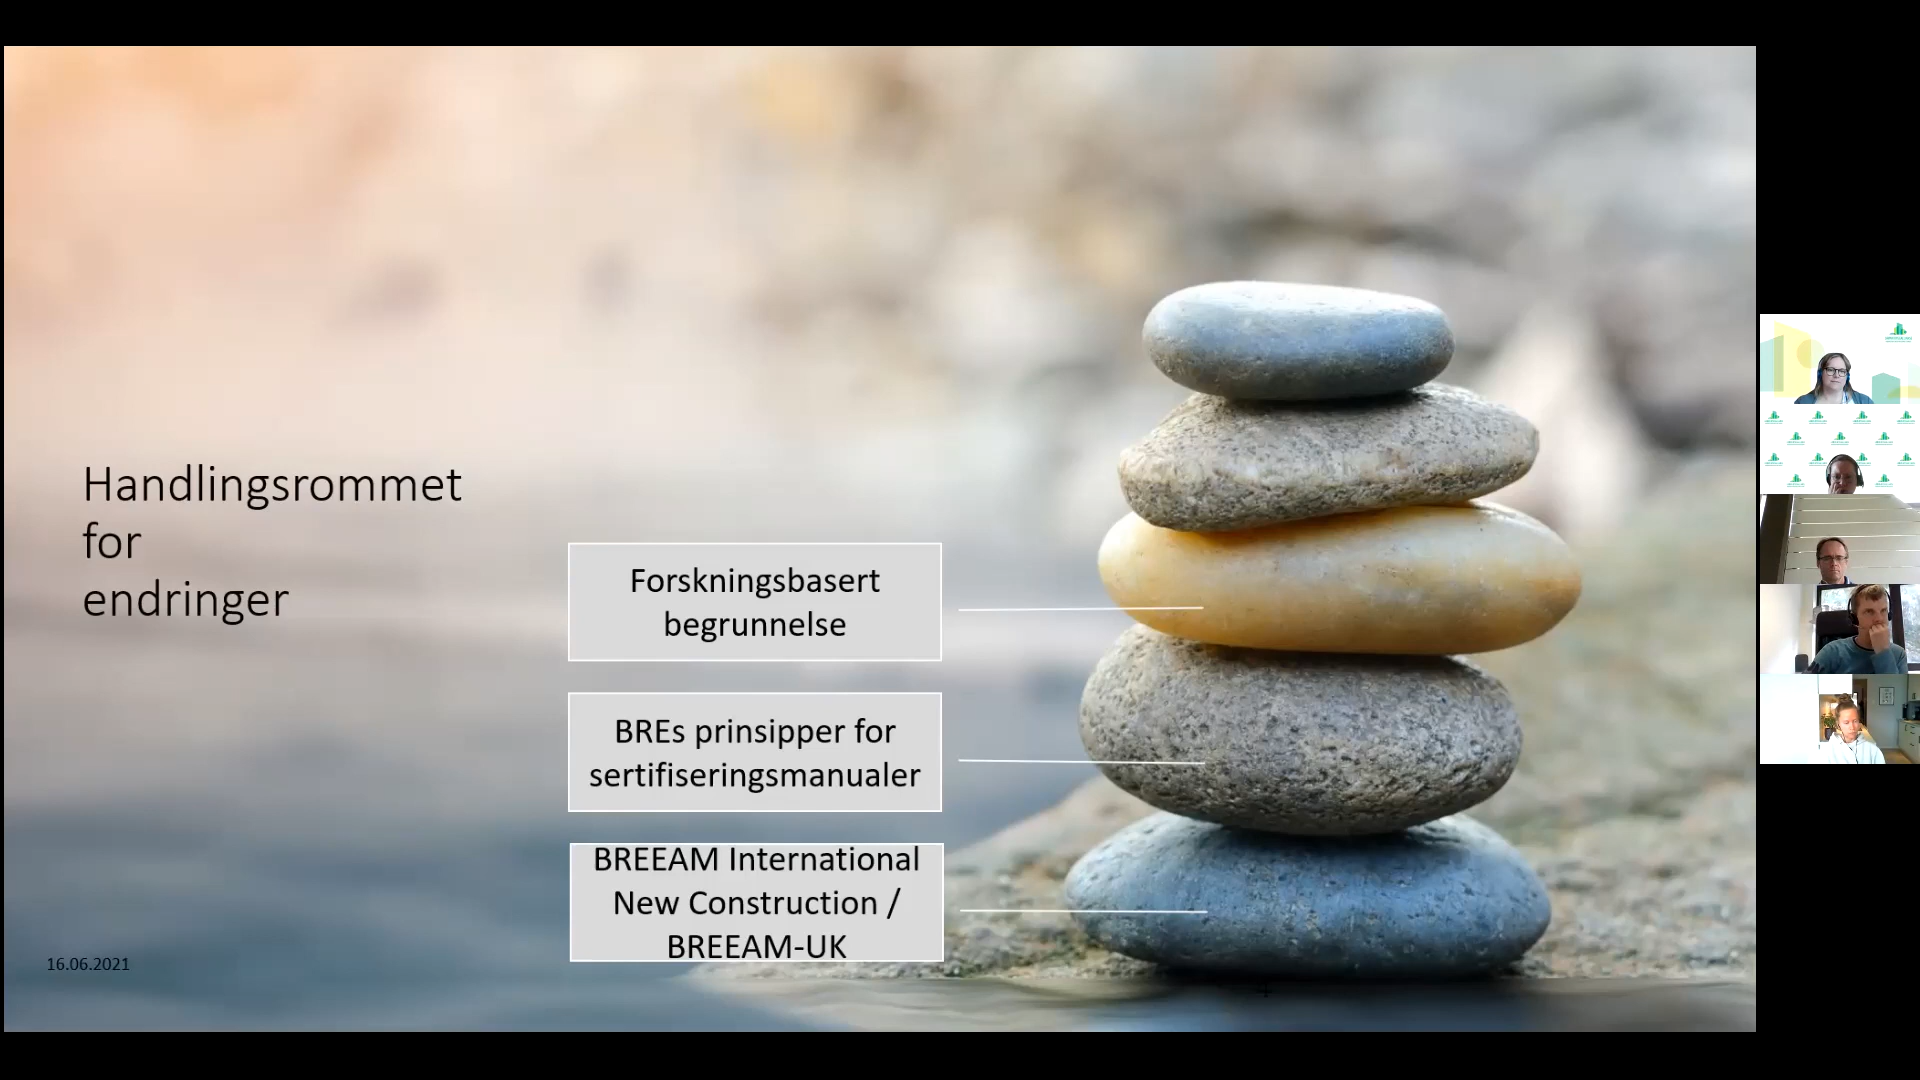 Handlingsrommet
for
endringer
Forskningsbasert
begrunnelse
BREs prinsipper for
sertifiseringsmanualer
BREEAM International
New Construction /
BREEAM-UK
16.06.2021